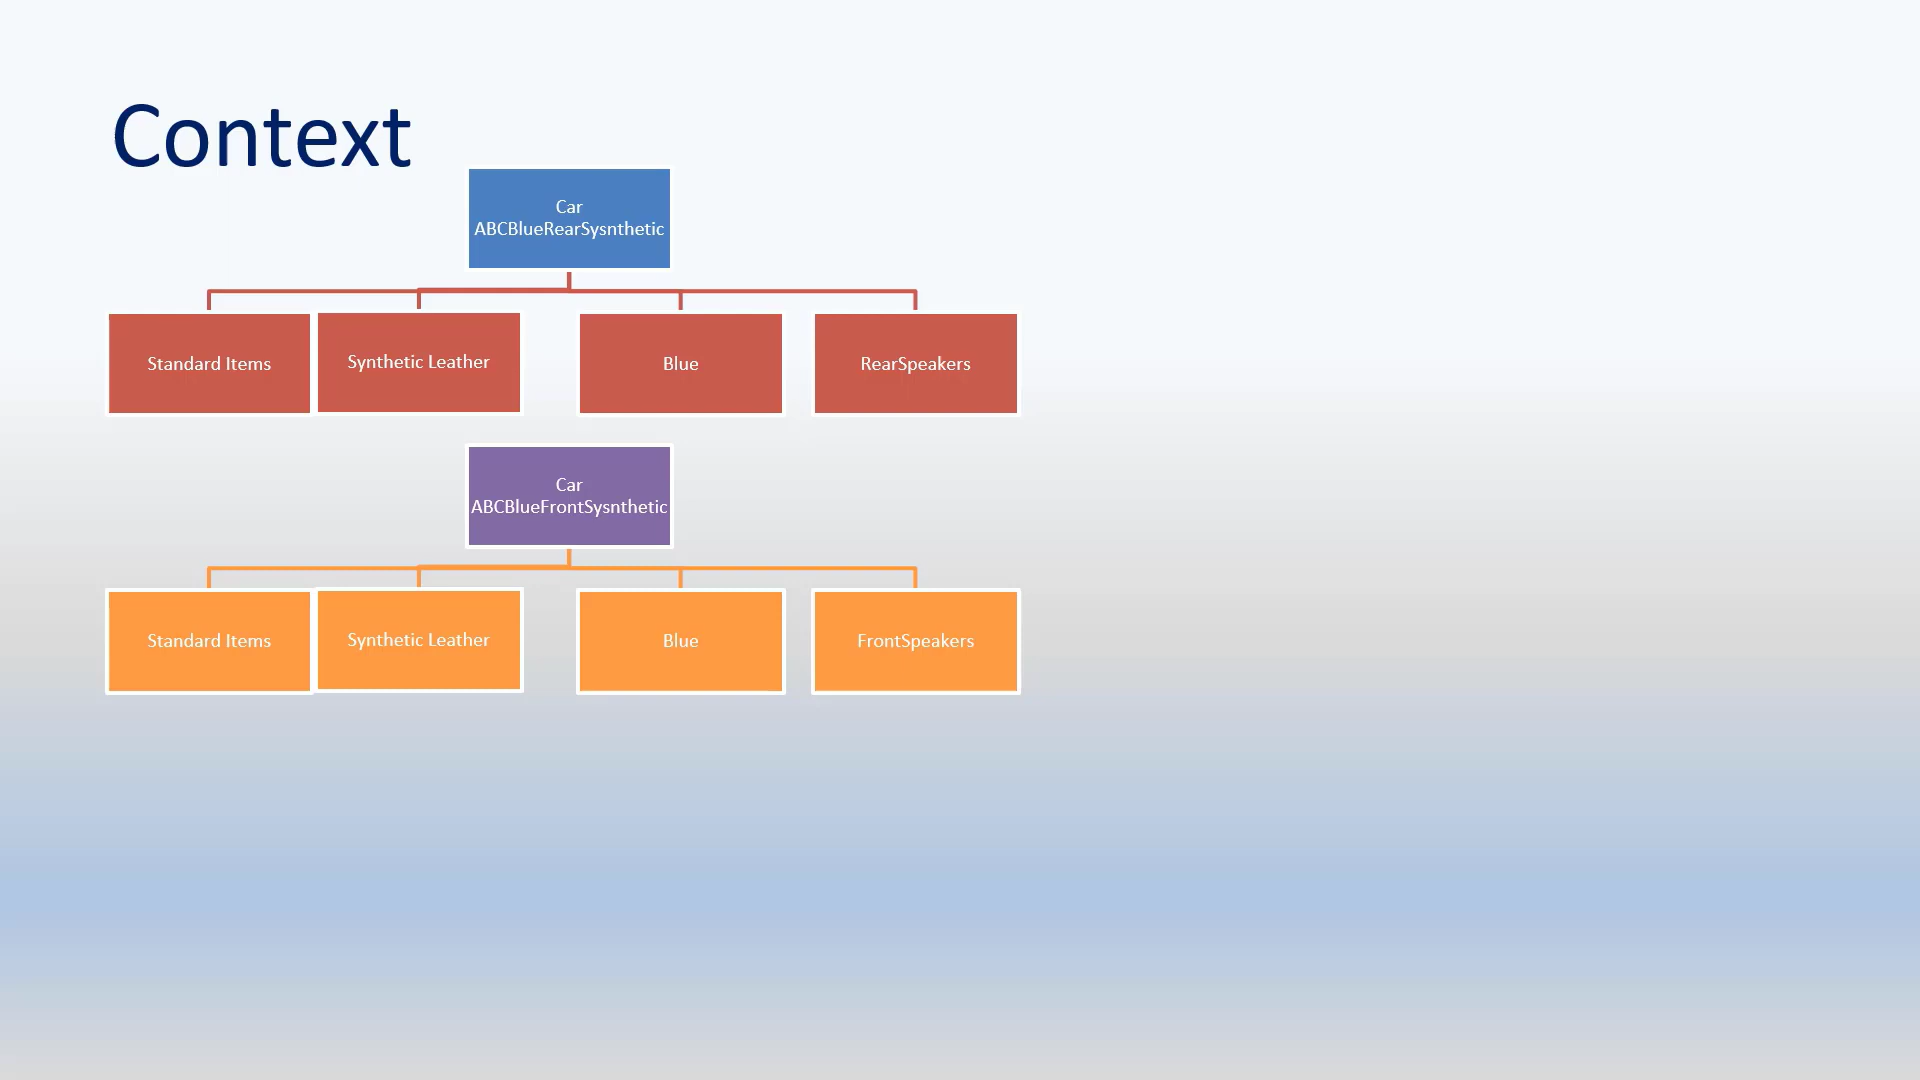 Context
Car
ABCBlueRearSysnthetic
Standard Items
Synthetic Leather
Blue
RearSpeakers
Car
ABCBlueFrontSysnthetic
Standard Items
Synthetic Leather
Blue
FrontSpeakers